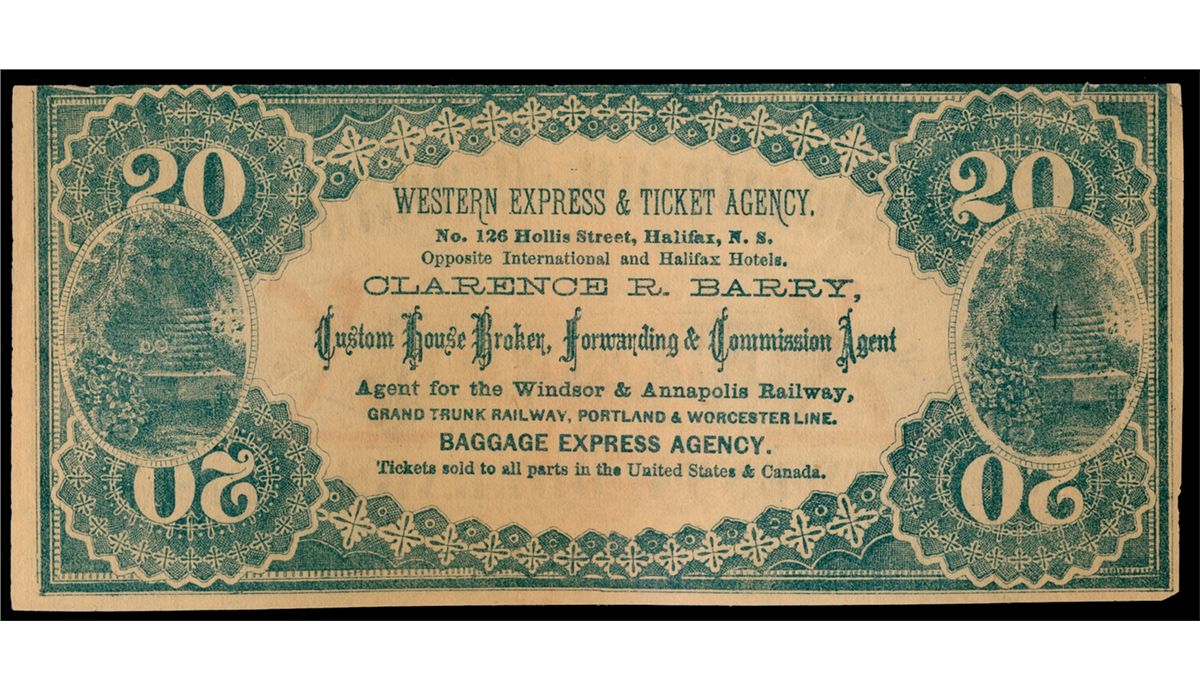 20 20
WESTERN EXPRESS & TICKET AGENCY.
No. 126 Hollis Street, Halifax, N. S.
Opposite International and Halifax Hotels.
CLARENCE R. BARRY,
Custom House Broker, Forwarding & Commission Agent
Agent for the Windsor & Annapolis Railway,
GRAND TRUNK RAILWAY, PORTLAND & WORCESTER LINE.
BAGGAGE EXPRESS AGENCY.
Tickets sold to all parts in the United States & Canada.
20 20